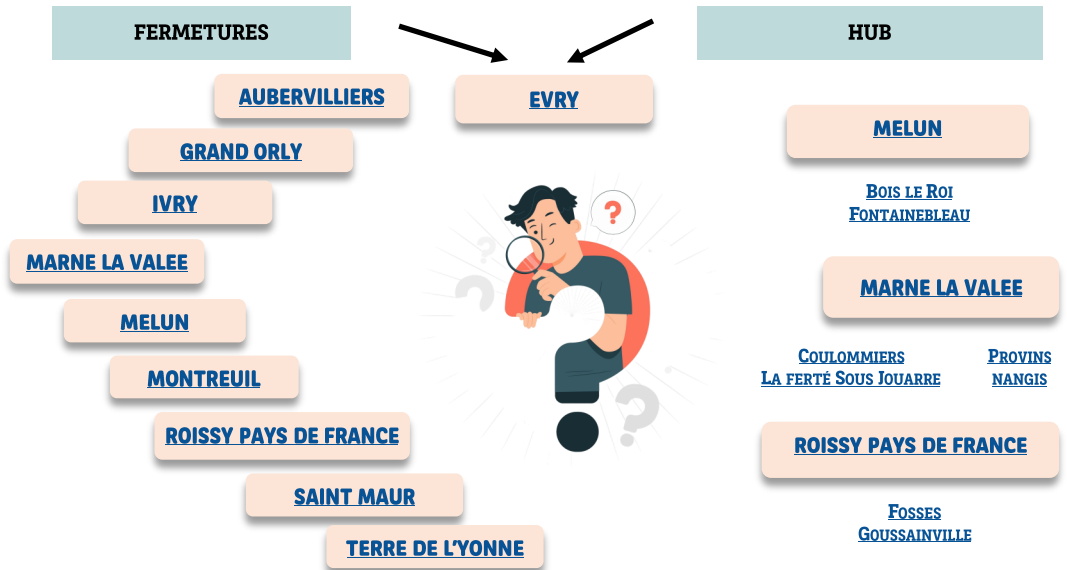 FERMETURES
AUBERVILLIERS
GRAND ORLY
IVRY
MARNE LA VALEE
MELUN
MONTREUIL
ROISSY PAYS DE FRANCE
SAINT MAUR
TERRE DE L'YONNE
EVRY
?
?
?
?
HUB
MELUN
BOIS LE ROI
FONTAINEBLEAU
MARNE LA VALEE
COULOMMIERS
LA FERTÉ SOUS JOUARRE
PROVINS
NANGIS
ROISSY PAYS DE FRANCE
FOSSES
GOUSSAINVILLE